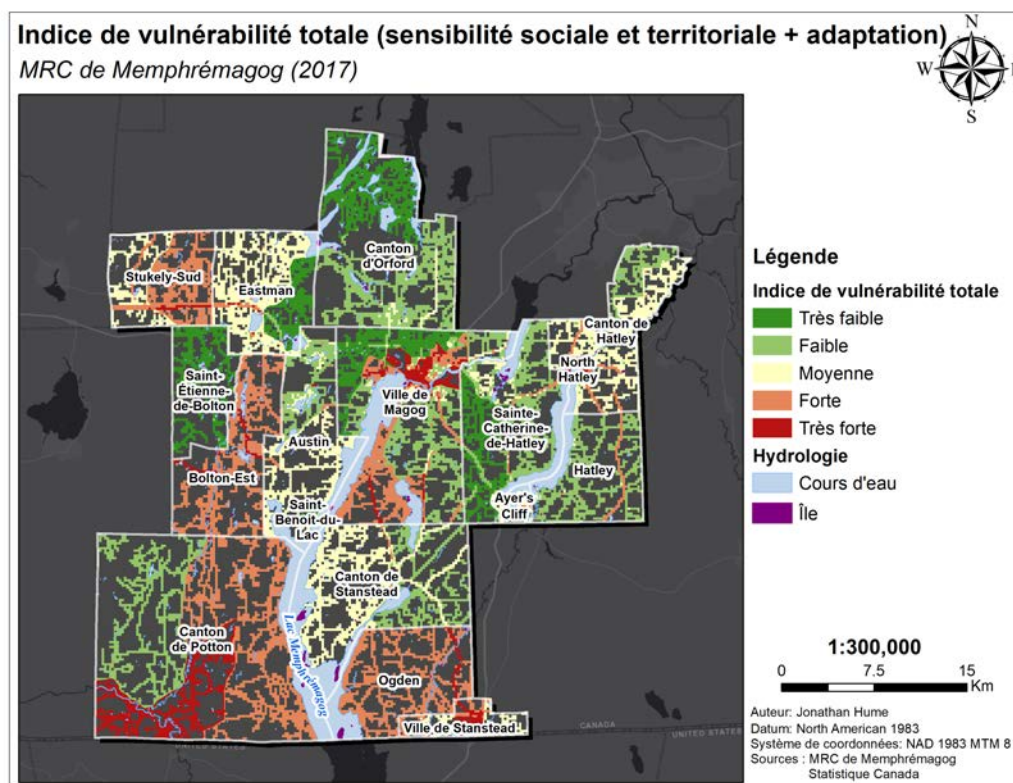 Indice de vulnérabilité totale (sensibilité sociale et territoriale + adaptation)
MRC de Memphrémagog (2017)
N
W
S
Canton
d'Orford
Stukely-Sud
Eastman
Canton de
Hatley
North
Hatley
Saint-
Étienne-
de-Bolton
Ville de
Magog
Sainte-
Catherine-
de-Hatley
Austin
Hatley
Bolton-Est
Ayer's
Cliff
Saint-
Benoit-du-
Lac
Canton de
Stanstead
Canton
de Potton
Lac Memphrémagog
Ogden
Ville de Stanstead
UNITED STATES
CANADA
UNITED STATES
Légende
Indice de vulnérabilité totale
Très faible
Faible
Moyenne
Forte
Très forte
Hydrologie
Cours d'eau
Île
1:300,000
0 7.5 15
Km
Auteur: Jonathan Hume
Datum: North American 1983
Système de coordonnées: NAD 1983 MTM 8
Sources : MRC de Memphrémagog
Statistique Canada